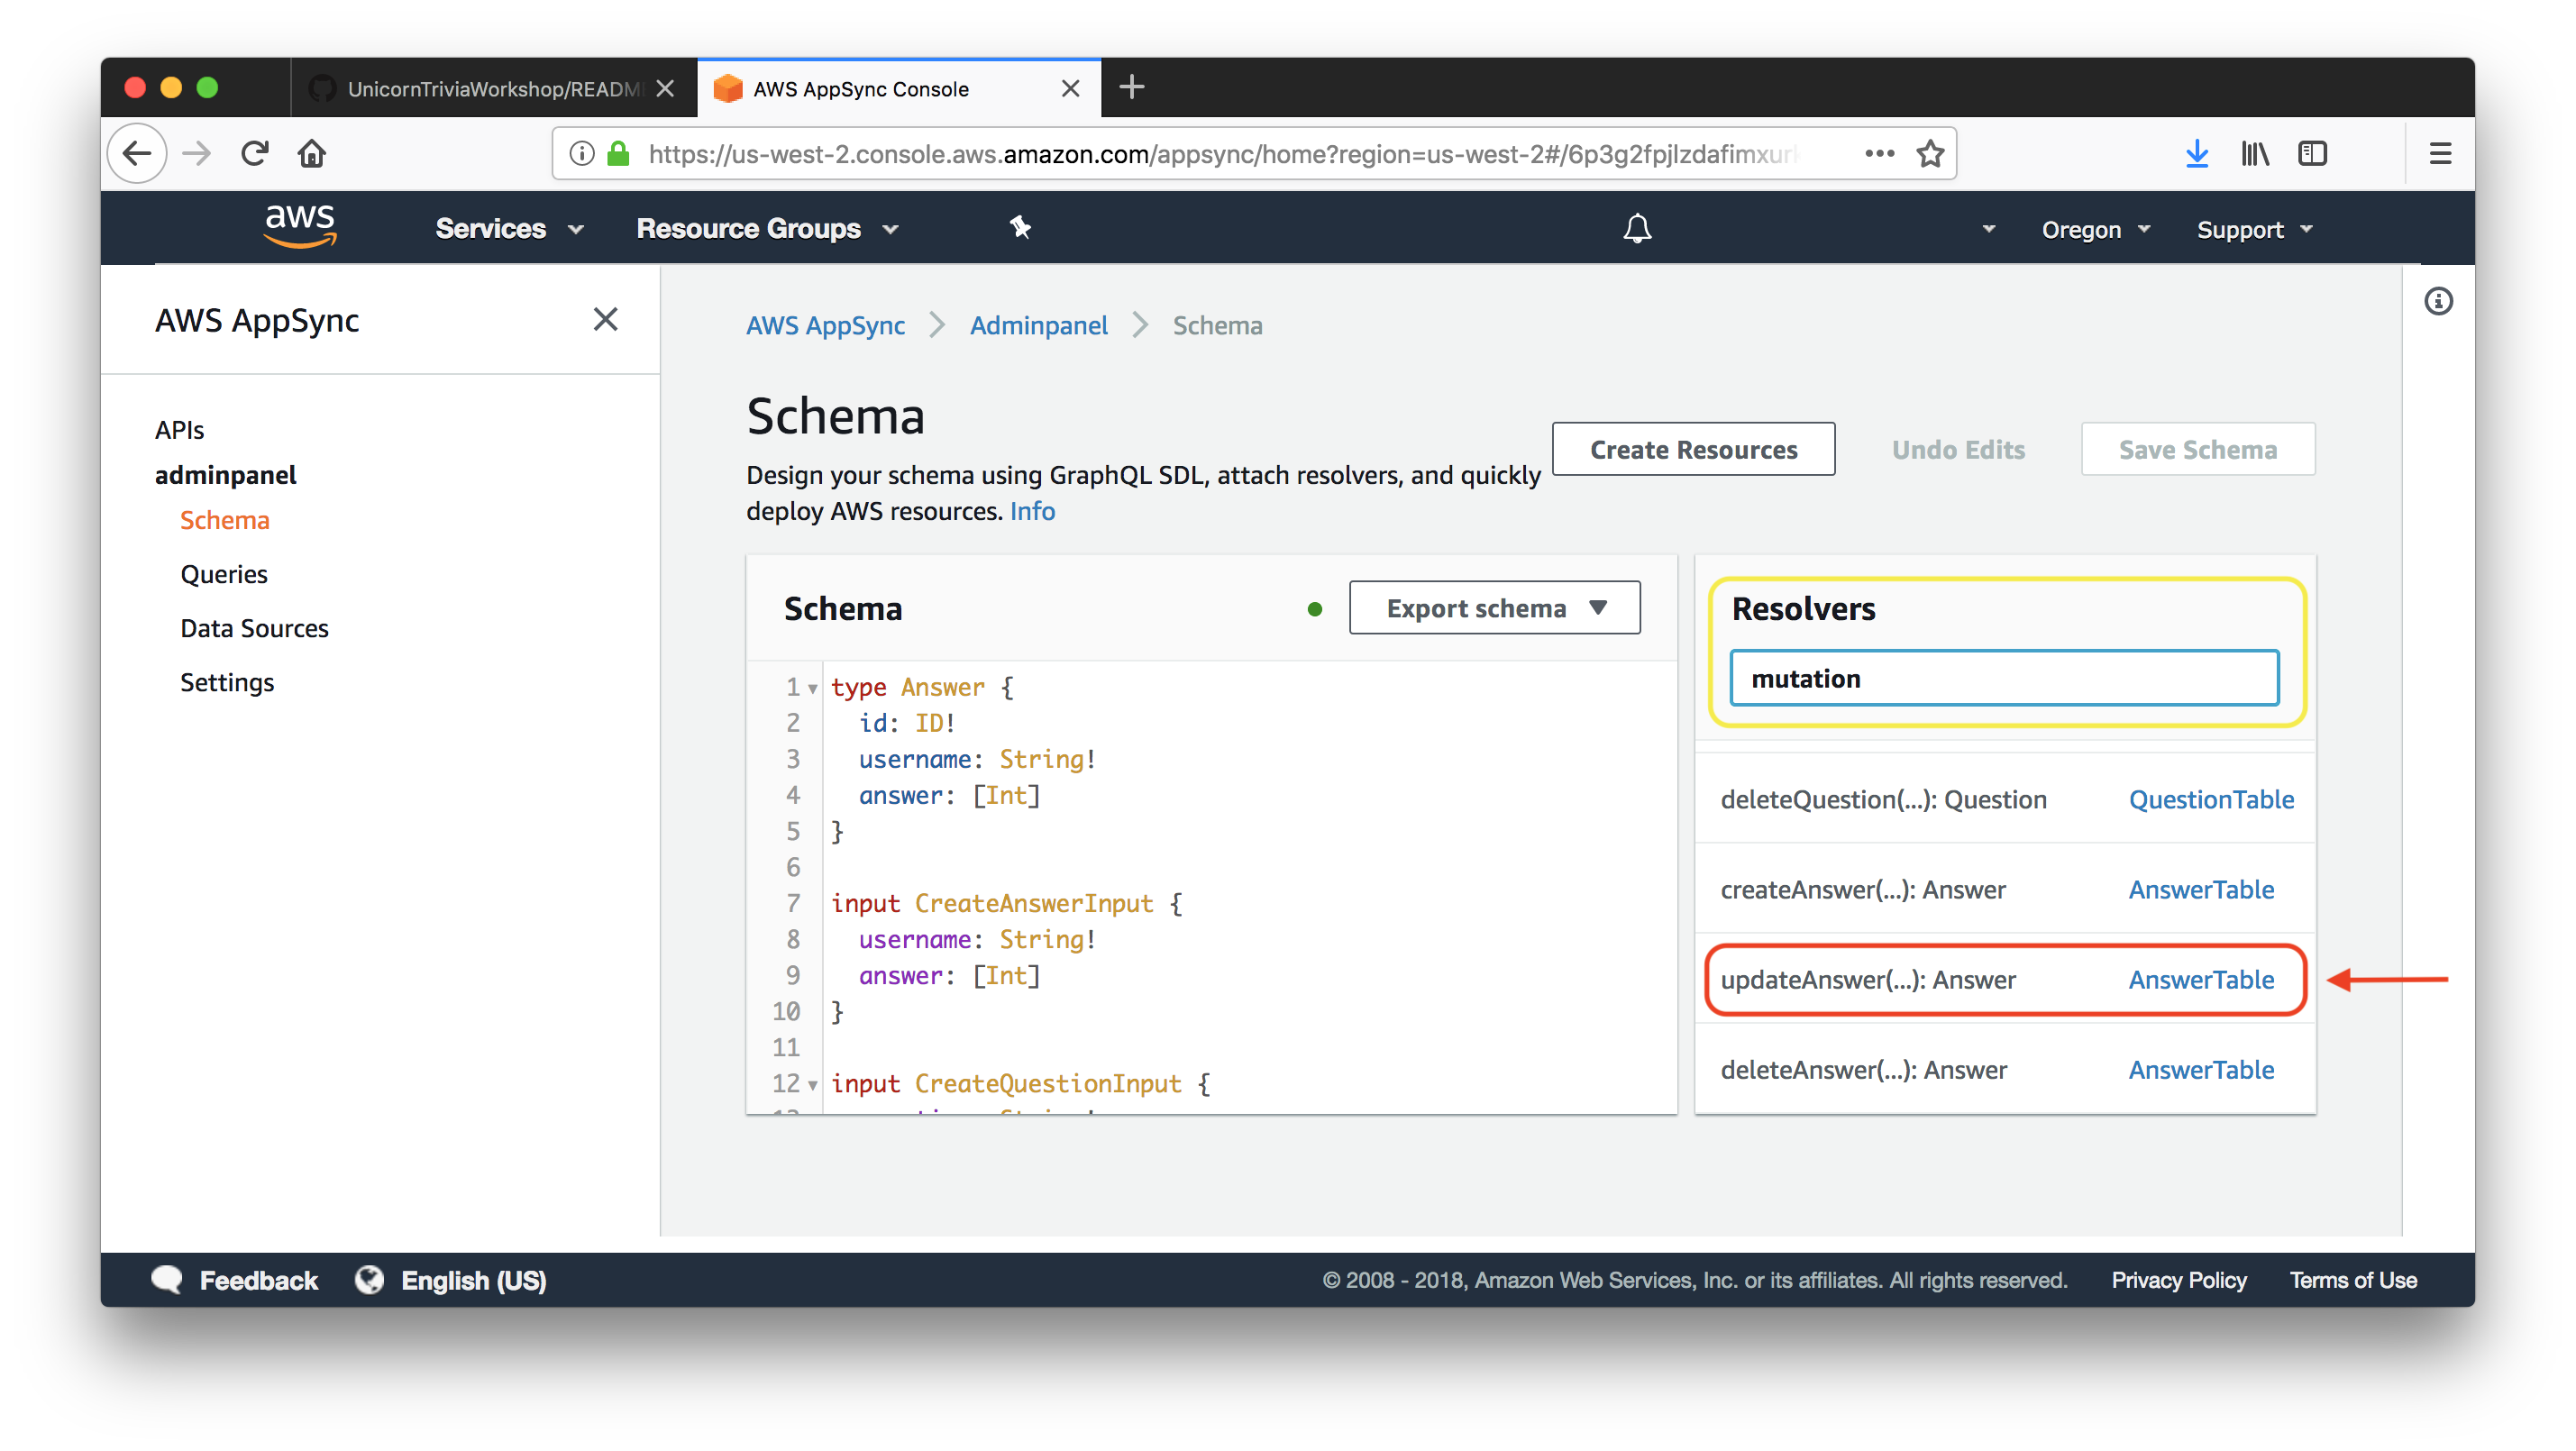 UnicornTriviaWorkshop/READM
AWS AppSync Console
https://us-west-2.console.aws.amazon.com/appsync/home?region=us-west-2#/6p3g2fpjlzdafimxur
aws
Services
Resource Groups
Oregon
Support
AWS AppSync
APIs
adminpanel
Schema
Queries
Data Sources
Settings
AWS AppSync
Adminpanel
Schema
Schema
Design your schema using GraphQL SDL, attach resolvers, and quickly
deploy AWS resources. Info
Create Resources
Undo Edits
Save Schema
Schema
Export schema
1 type Answer {
2 id: ID!
3 username: String!
4 answer: [Int]
5 }
6
7 input CreateAnswerInput {
8 username: String!
9 answer: [Int]
10 }
11
12 input CreateQuestionInput {
Resolvers
mutation
deleteQuestion(...): Question QuestionTable
createAnswer(...): Answer AnswerTable
updateAnswer(...): Answer AnswerTable
deleteAnswer(...): Answer AnswerTable
Feedback
English (US)
© 2008 - 2018, Amazon Web Services, Inc. or its affiliates. All rights reserved.
Privacy Policy
Terms of Use